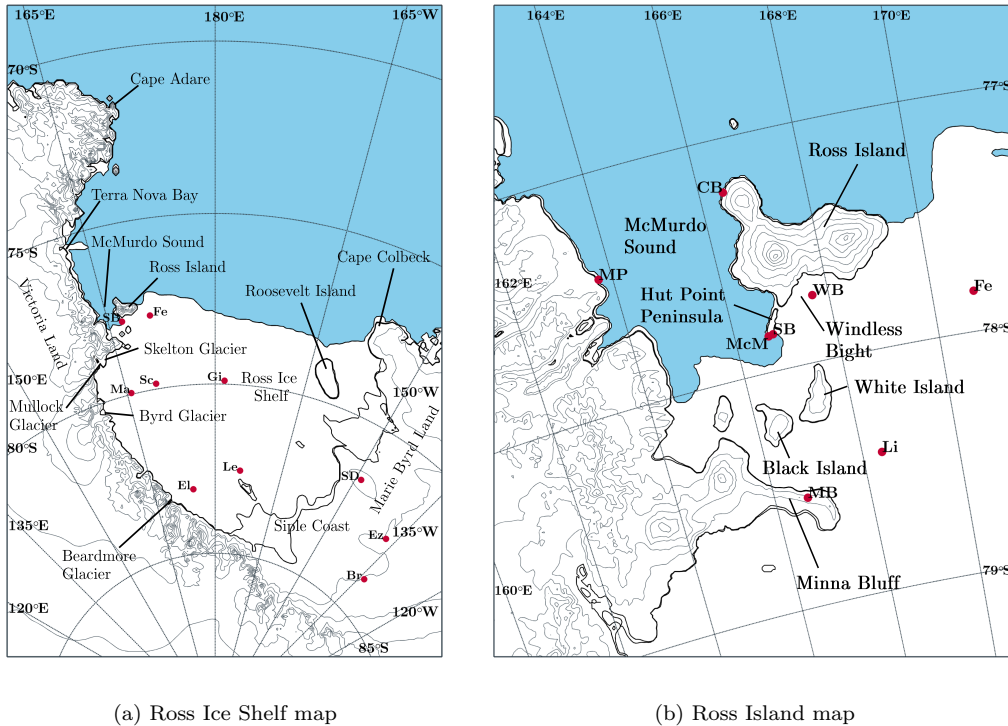 165°E
180°E
165°W
70°S
Cape Adare
Terra Nova Bay
McMurdo Sound
75°S
Ross Island
Cape Colbeck
Roosevelt Island
Victoria Land
SB
Fe
Skelton Glacier
150°E
Ma
Sc
Gi
Ross Ice
Shelf
150°W
Mullock
Glacier
Byrd Glacier
80°S
Marie Byrd Land
Le
SD
El
Siple Coast
135°E
Ez
135°W
Beardmore
Glacier
Br
120°E
120°W
85°S
(a) Ross Ice Shelf map
164°E
166°E
168°E
170°E
77°S
Ross Island
CB
McMurdo
Sound
162°E
MP
Hut Point
Peninsula
WB
Fe
78°S
SB
McM
Windless
Bight
White Island
Li
Black Island
MB
Minna Bluff
79°S
160°E
(b) Ross Island map